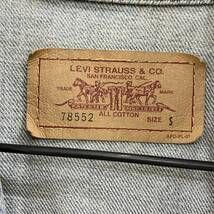 LEVI STRAUSS & CO.
SAN FRANCISCO, CAL.
TRADE MARK
78552 ALL COTTON SIZE S